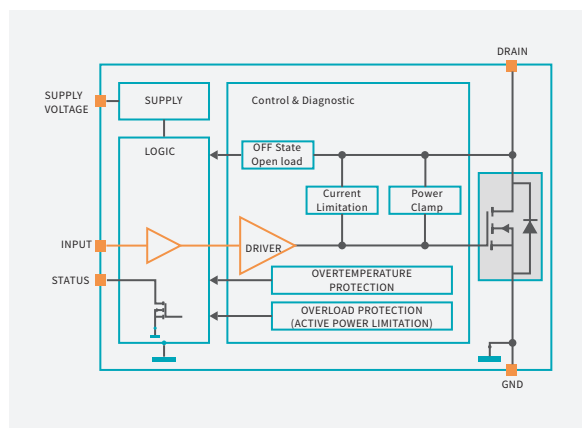 DRAIN
SUPPLY
VOLTAGE
SUPPLY
Control & Diagnostic
LOGIC
OFF State
Open load
Current
Limitation
Power
Clamp
INPUT
DRIVER
STATUS
OVERTEMPERATURE
PROTECTION
OVERLOAD PROTECTION
(ACTIVE POWER LIMITATION)
GND